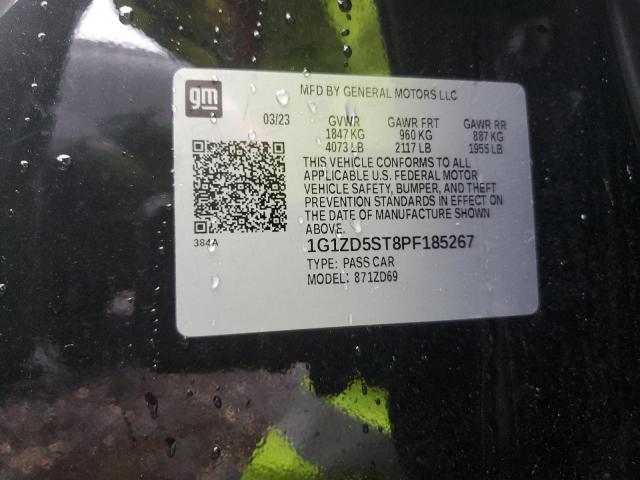 gm
MFD BY GENERAL MOTORS LLC
03/23 GVWR GAWR FRT GAWR RR
1847 KG 960 KG 887 KG
4073 LB 2117 LB 1955 LB
THIS VEHICLE CONFORMS TO ALL
APPLICABLE U.S. FEDERAL MOTOR
VEHICLE SAFETY, BUMPER, AND THEFT
PREVENTION STANDARDS IN EFFECT ON
THE DATE OF MANUFACTURE SHOWN
ABOVE.
384A
1G1ZD5ST8PF185267
TYPE: PASS CAR
MODEL: 871ZD69